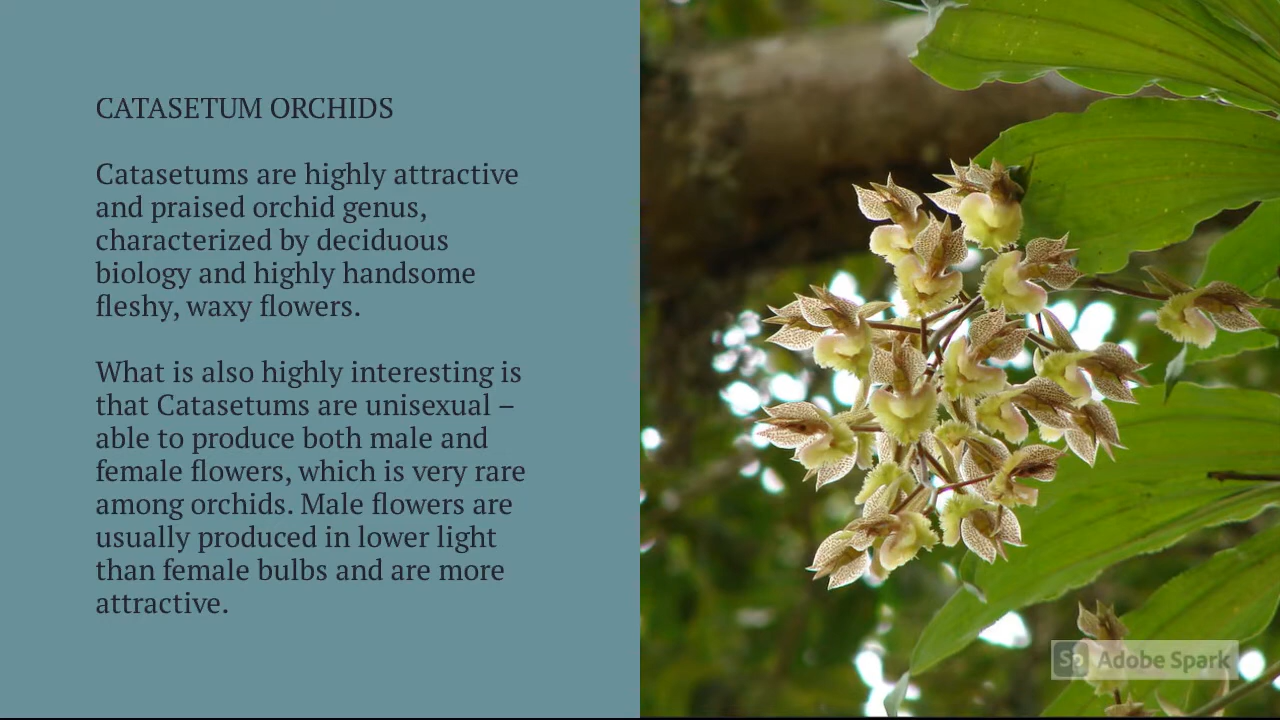 CATASETUM ORCHIDS
Catasetums are highly attractive
and praised orchid genus,
characterized by deciduous
biology and highly handsome
fleshy, waxy flowers.
What is also highly interesting is
that Catasetums are unisexual –
able to produce both male and
female flowers, which is very rare
among orchids. Male flowers are
usually produced in lower light
than female bulbs and are more
attractive.
Sp Adobe Spark